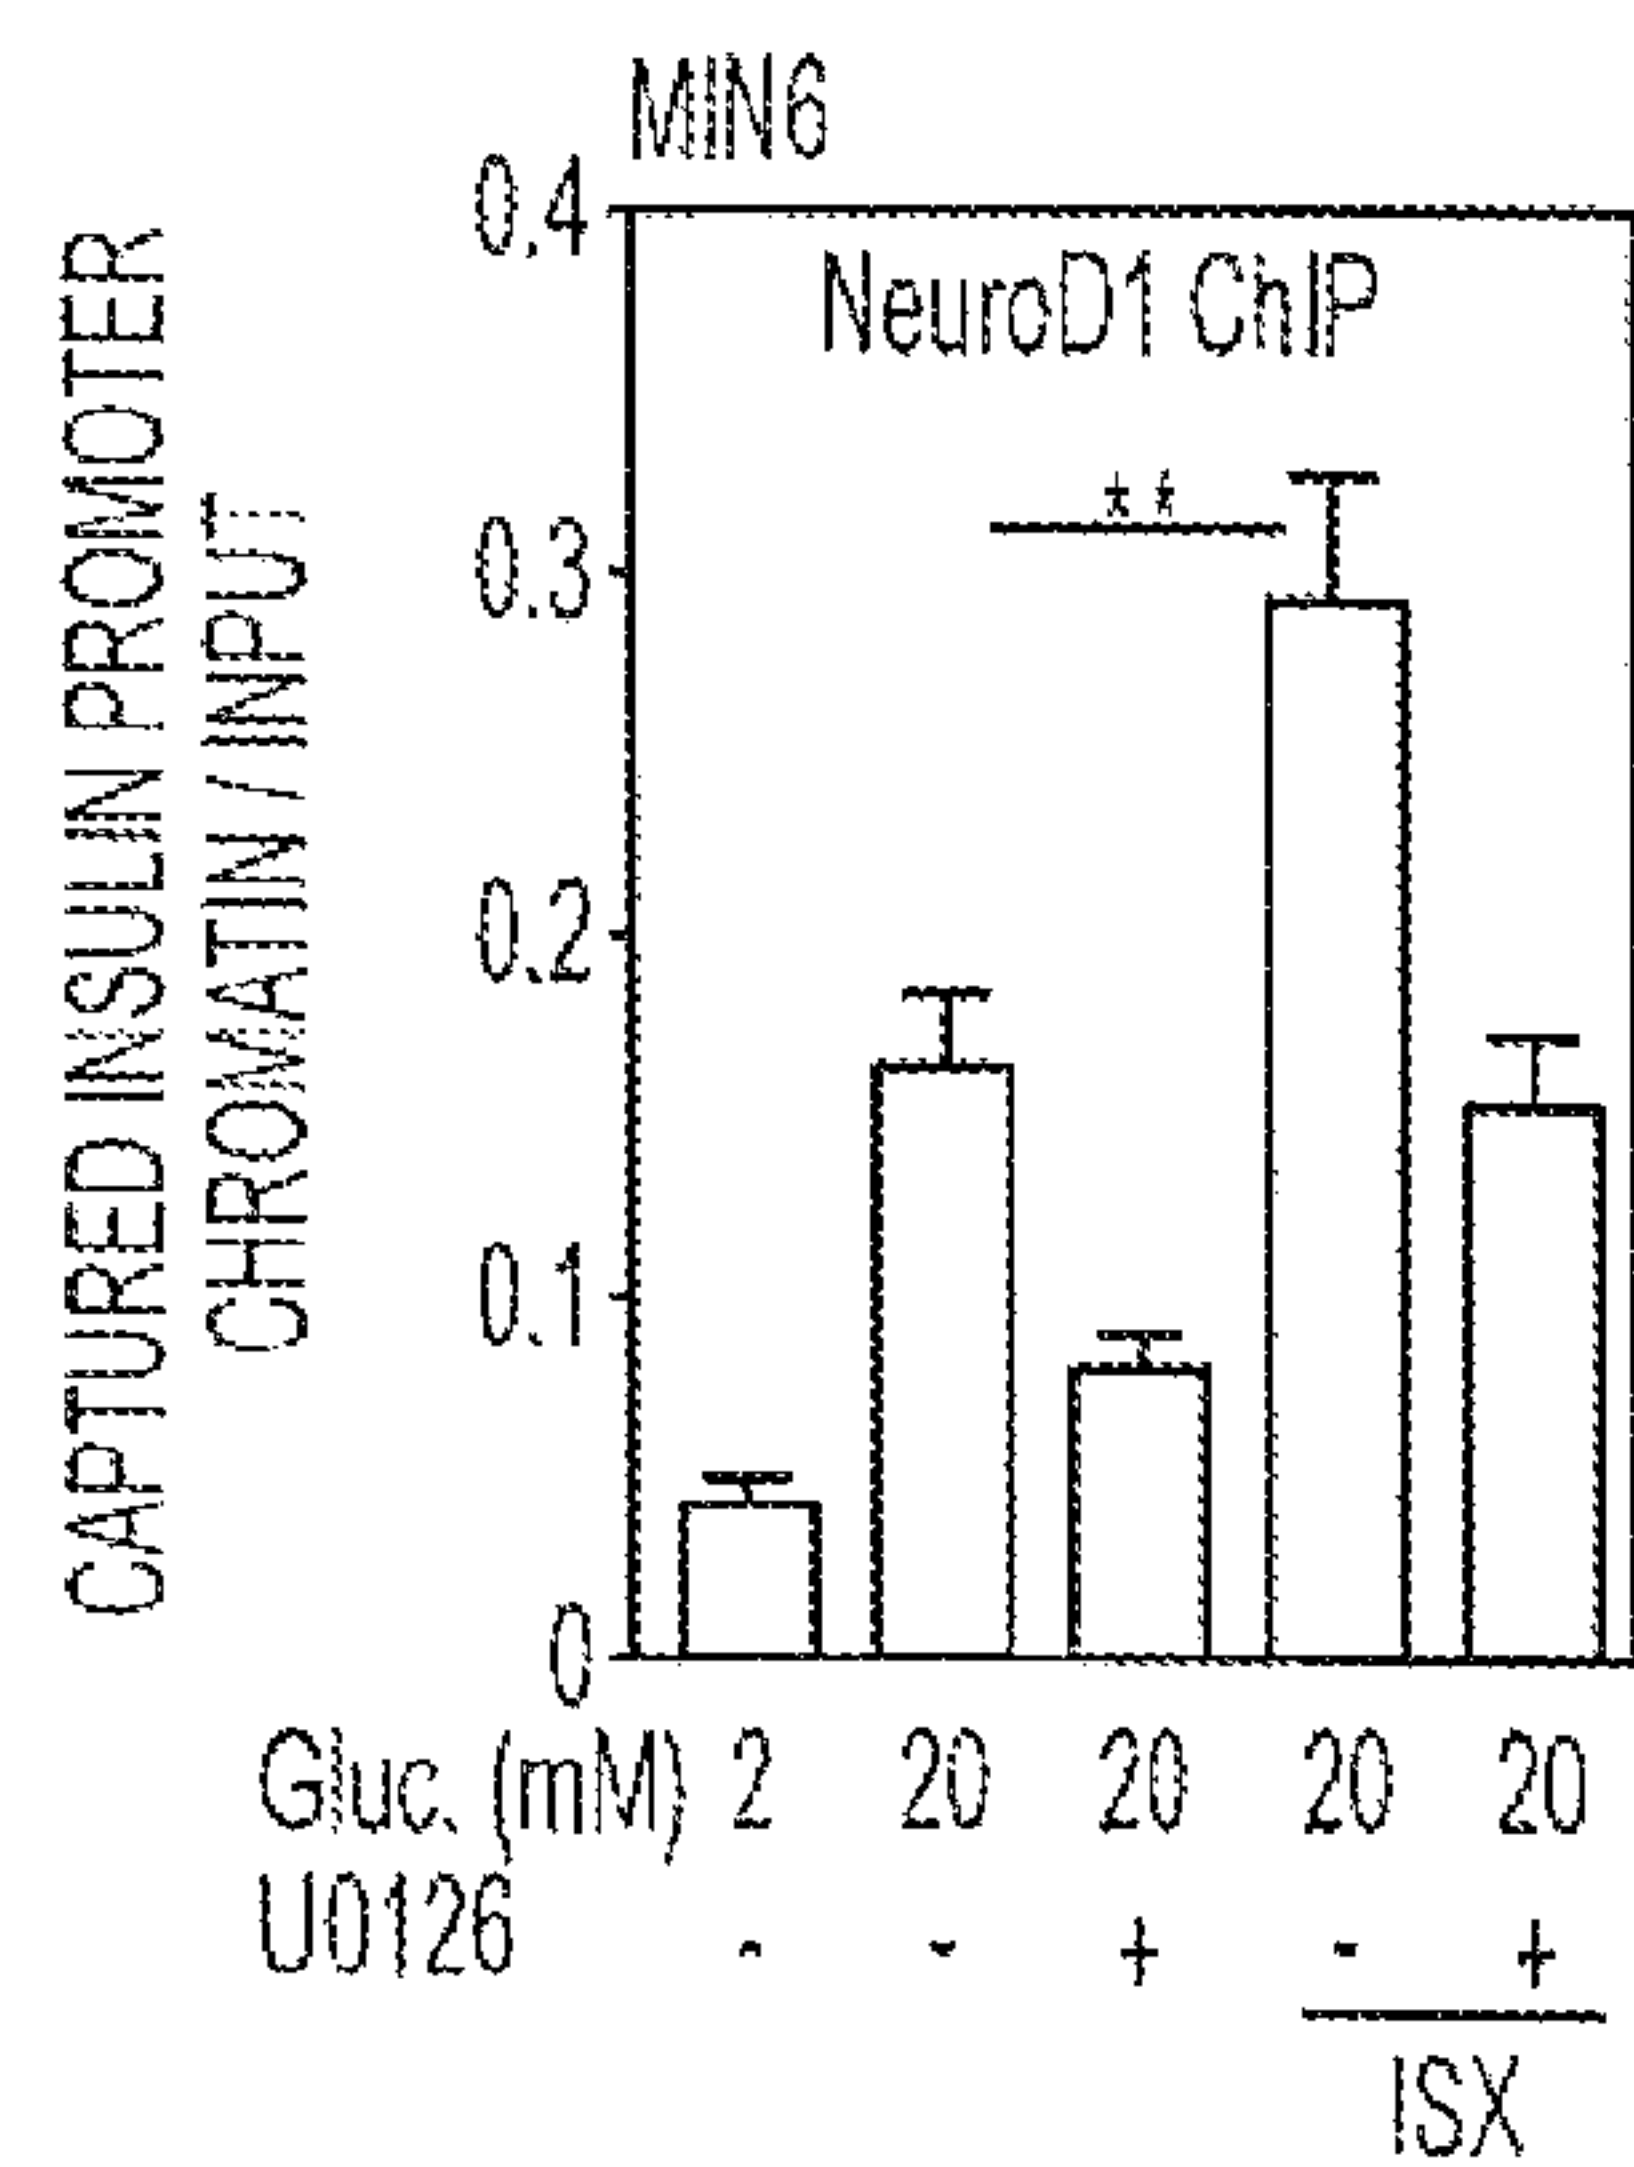 MIN6
NeuroD1 ChIP
CAPTURED INSULIN PROMOTER
CHROMATIN / INPUT
0.4
0.3
0.2
0.1
0
**
Gluc. (mM) 2 20 20 20 20
U0126 - - + - +
ISX